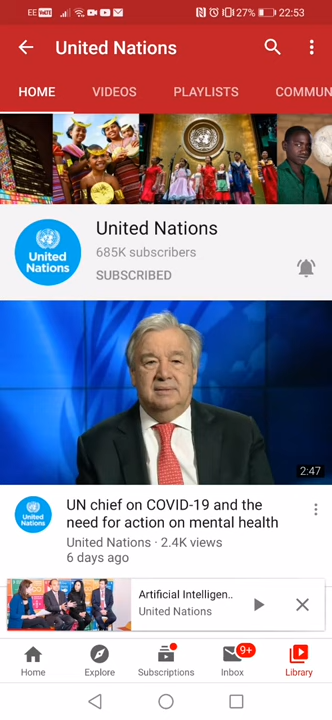 EE 27% 22:53
United Nations
HOME VIDEOS PLAYLISTS COMMUN
United Nations
685K subscribers
SUBSCRIBED
United
Nations
2:47
UN chief on COVID-19 and the
need for action on mental health
United Nations · 2.4K views
6 days ago
United
Nations
Artificial Intelligen..
United Nations
9+
Home Explore Subscriptions Inbox Library